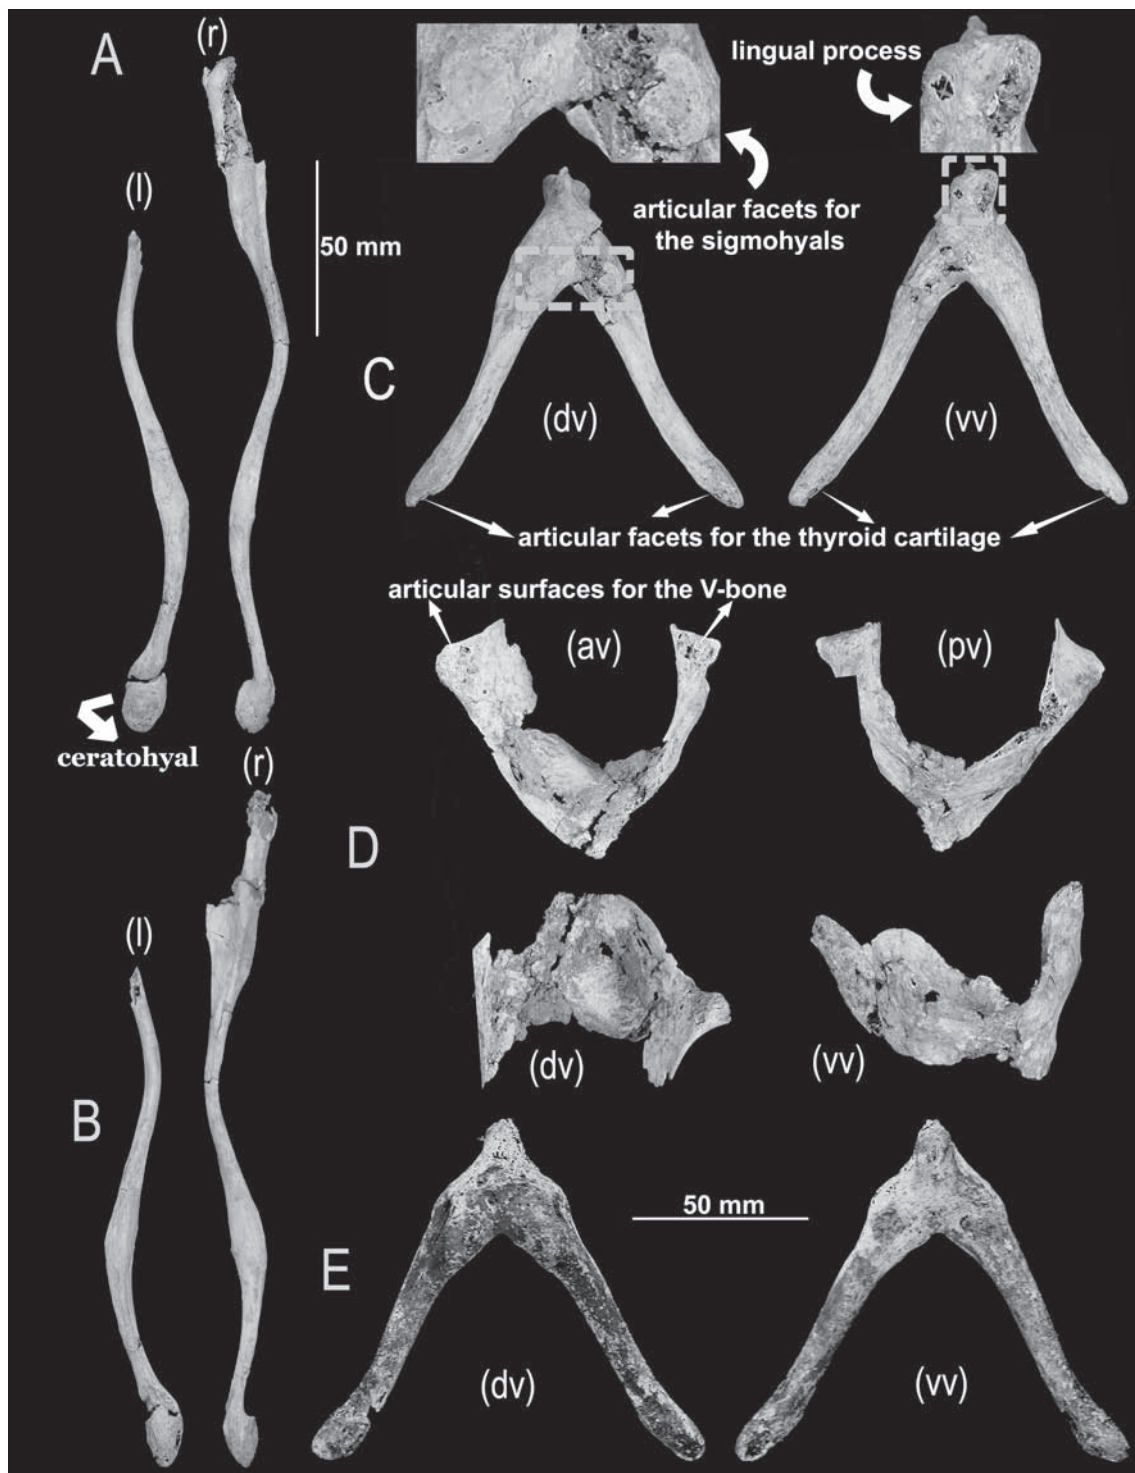 A
(r)
(l)
50 mm
lingual process
articular facets for
the sigmohyals
C
(dv)
(vv)
articular facets for the thyroid cartilage
articular surfaces for the V-bone
(av)
(pv)
ceratohyal
(r)
D
(l)
(dv)
(vv)
B
50 mm
E
(dv)
(vv)